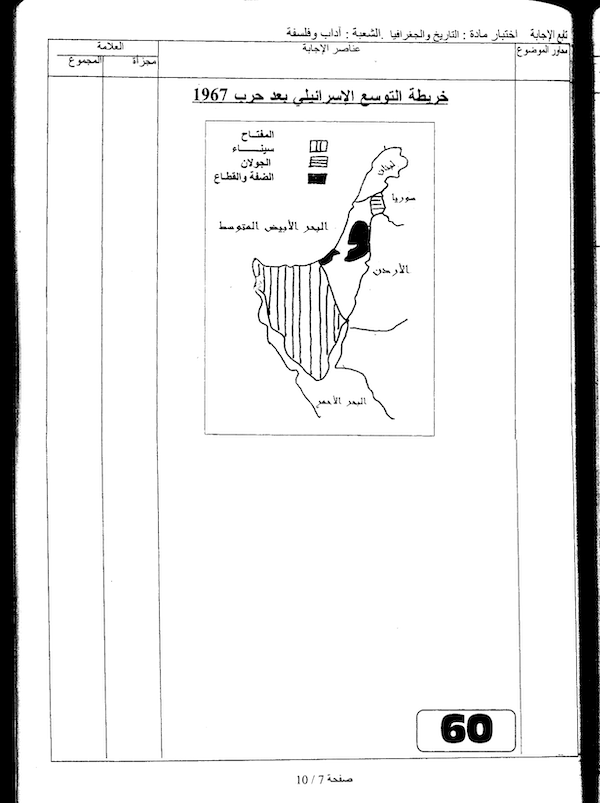 تابع الإجابة اختبار مادة : التاريخ والجغرافيا .الشعبة : آداب وفلسفة
محاور الموضوع
عناصر الإجابة
العلامة
مجزأة
المجموع
خريطة التوسع الإسرائيلي بعد حرب 1967
المفتاح
سيناء
الجولان
الضفة والقطاع
لبنان
سوريا
البحر الأبيض المتوسط
الأردن
البحر الأحمر
60
صفحة 7 / 10